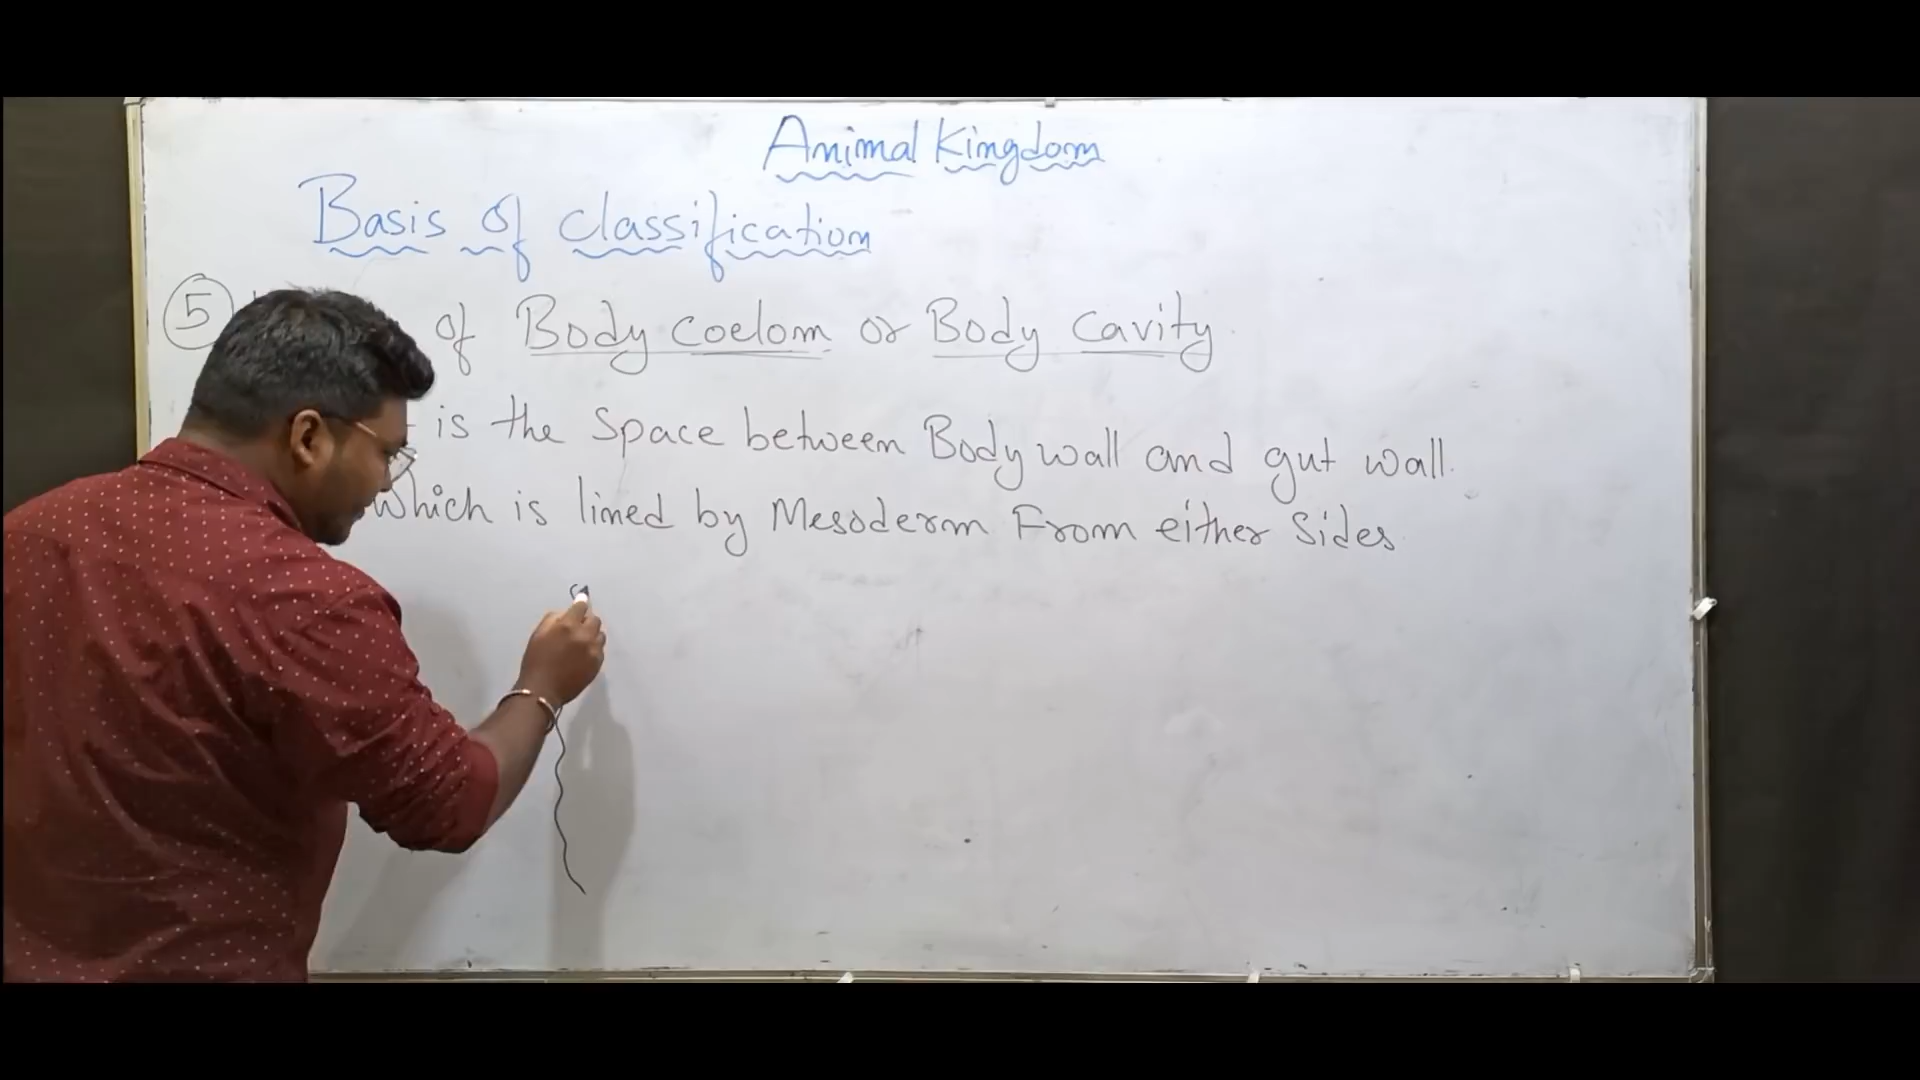 Animal Kingdom
Basis of classification
5 of Body coelom or Body Cavity
is the Space between Body wall and gut wall.
Which is lined by Mesoderm From either Sides